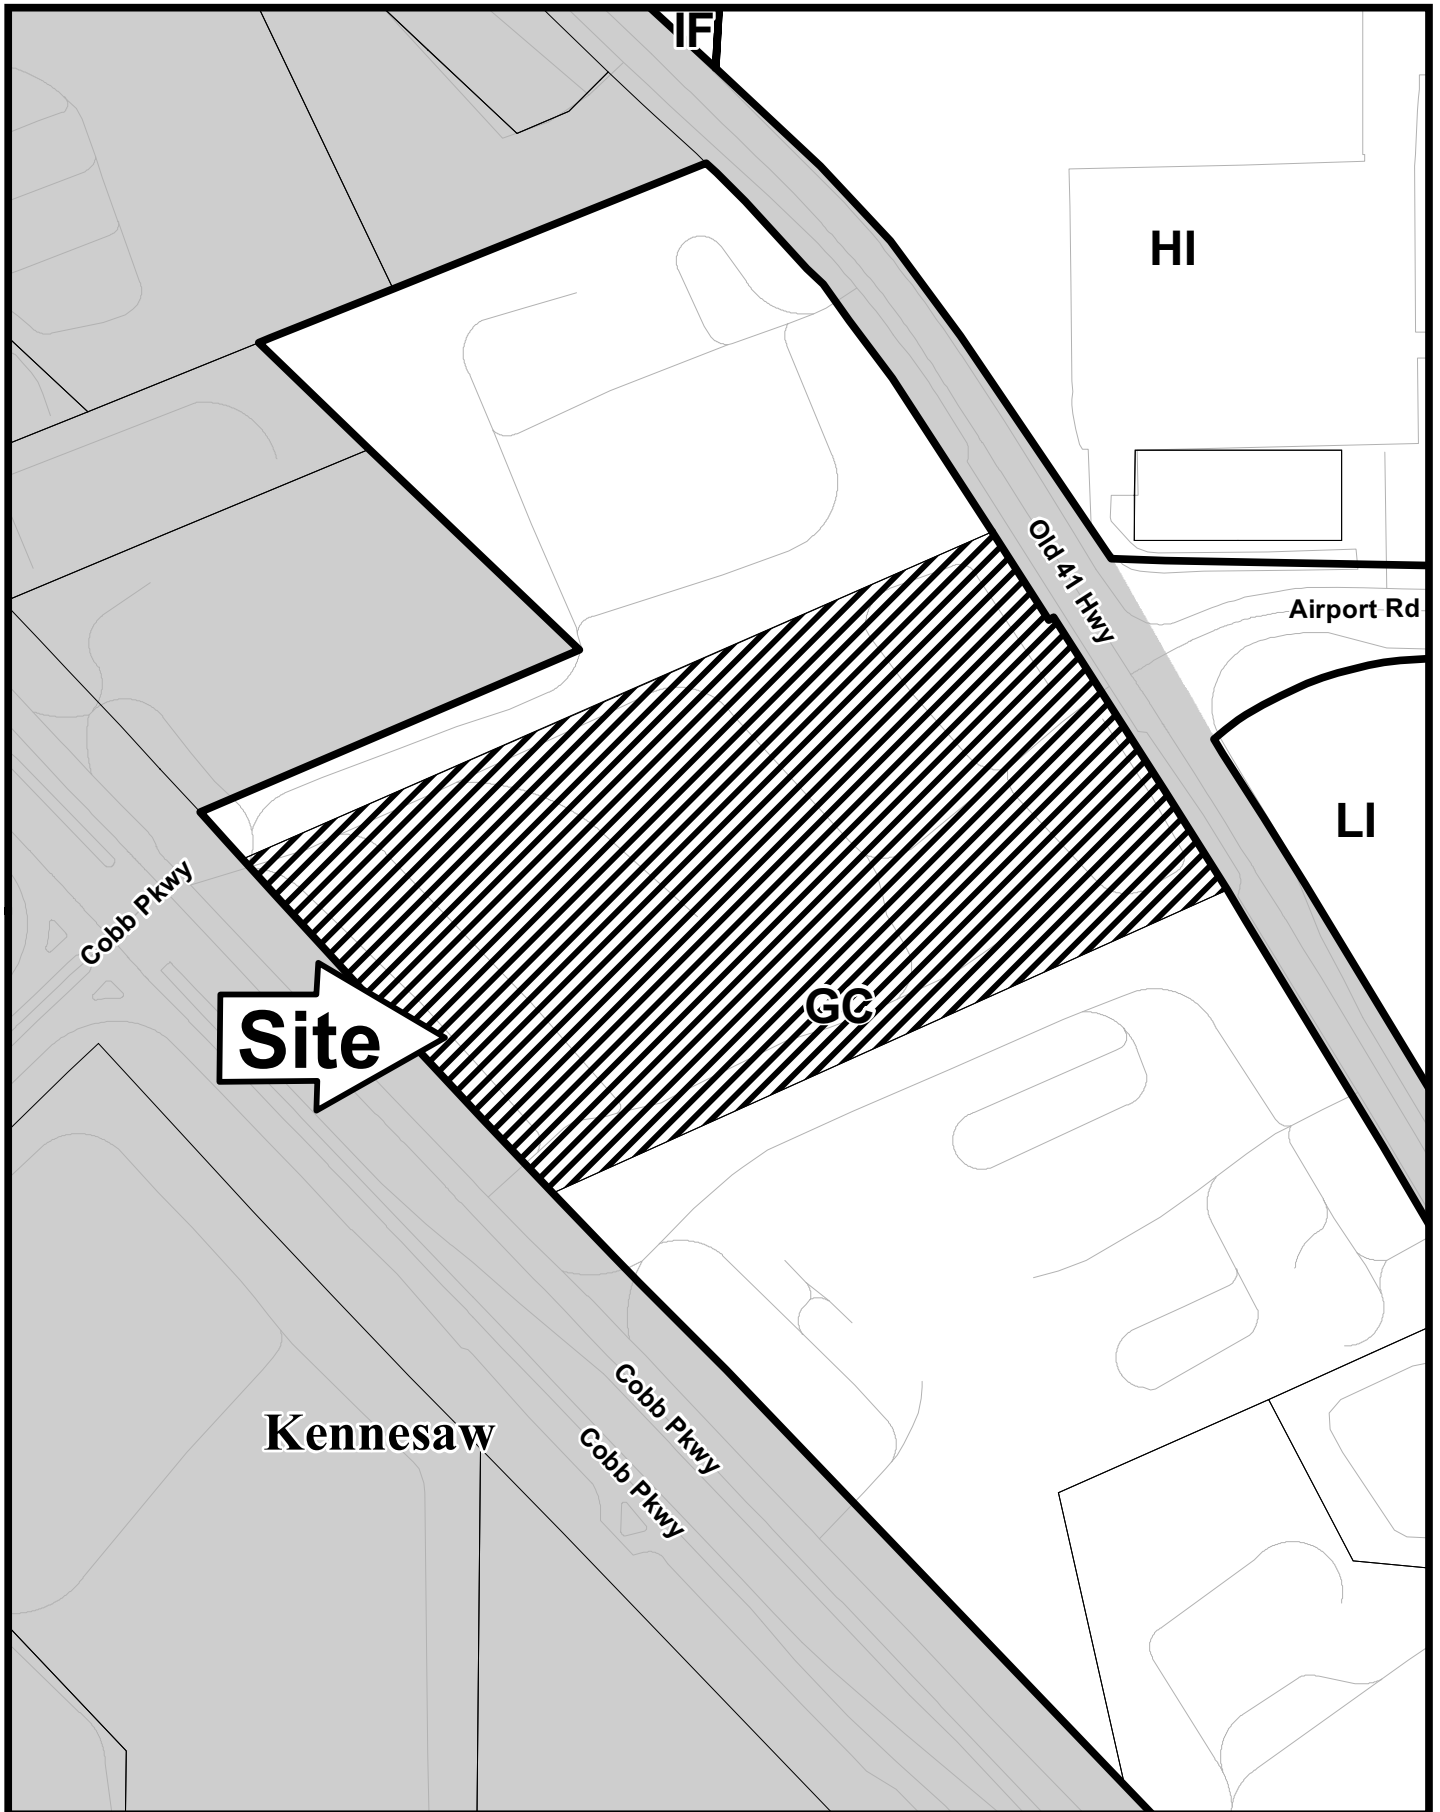 IF
HI
Old 41 Hwy
Airport Rd
LI
Cobb Pkwy
GC
Site
Cobb Pkwy
Kennesaw
Cobb Pkwy